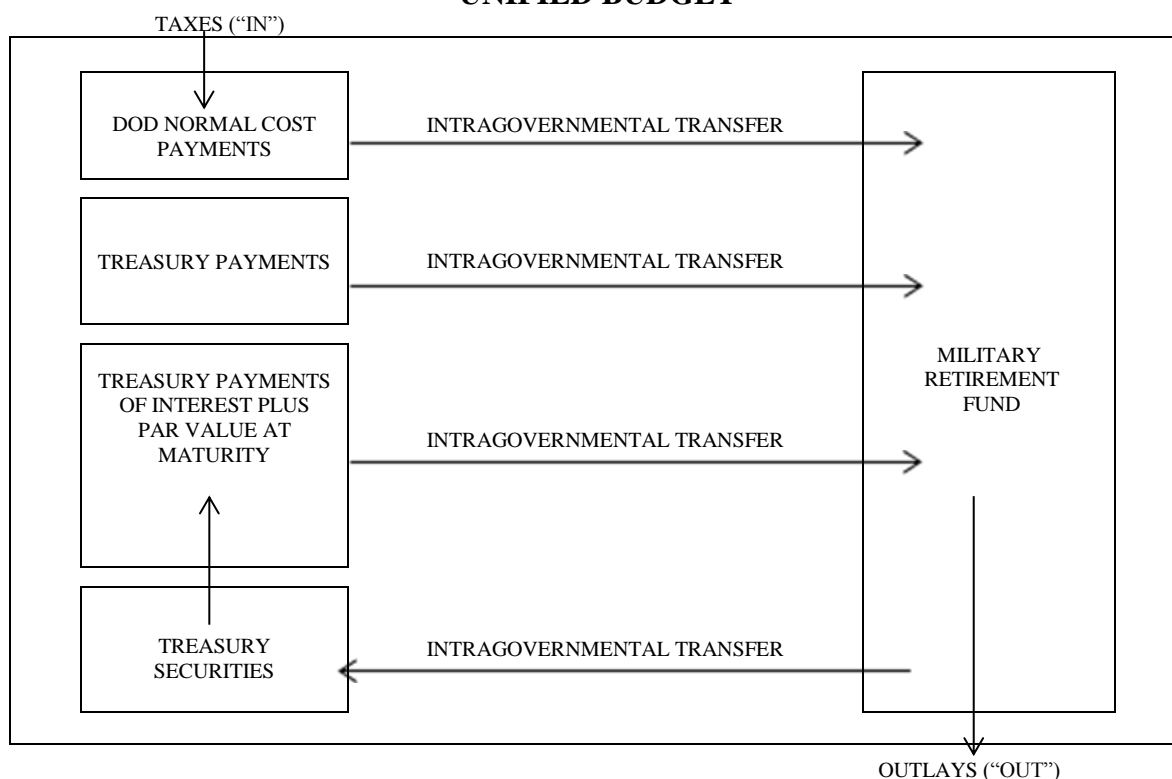 UNIFIED BUDGET
TAXES (“IN”)
DOD NORMAL COST
PAYMENTS
INTRAGOVERNMENTAL TRANSFER
TREASURY PAYMENTS
INTRAGOVERNMENTAL TRANSFER
TREASURY PAYMENTS
OF INTEREST PLUS
PAR VALUE AT
MATURITY
INTRAGOVERNMENTAL TRANSFER
MILITARY
RETIREMENT
FUND
TREASURY
SECURITIES
INTRAGOVERNMENTAL TRANSFER
OUTLAYS (“OUT”)